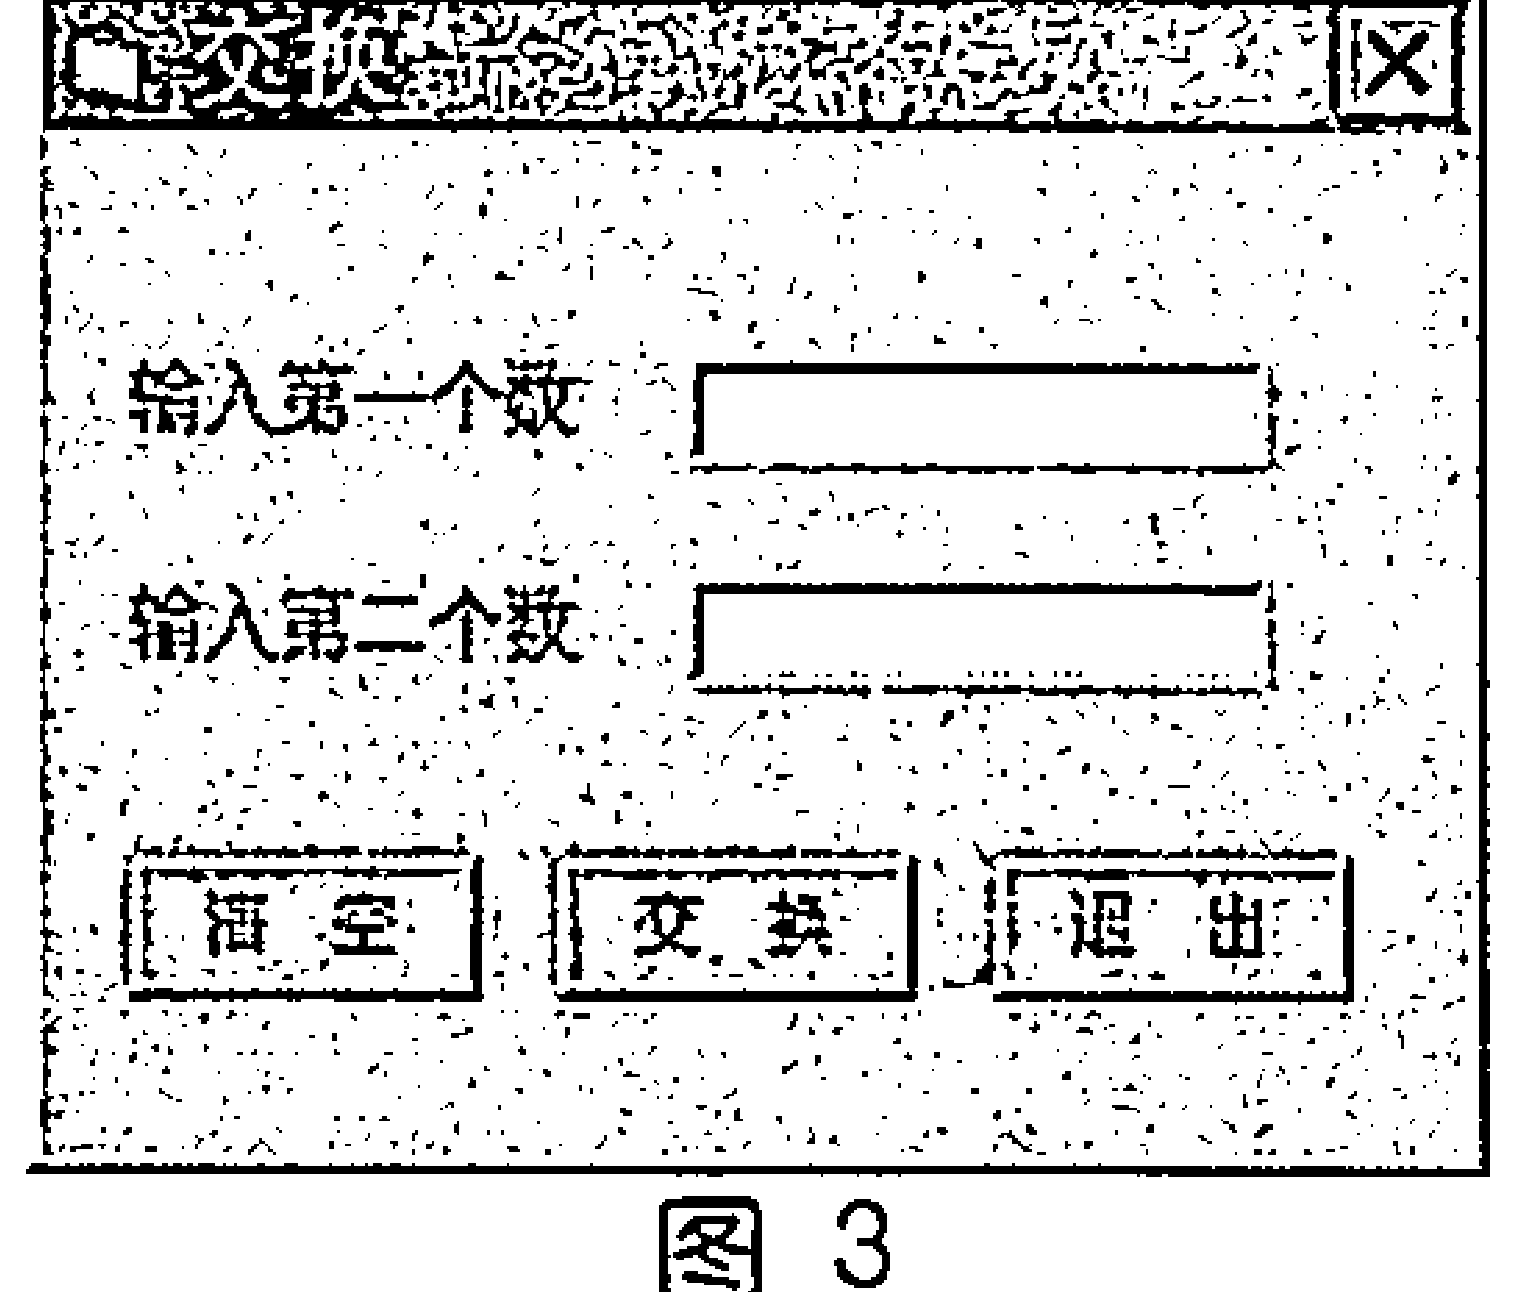 交换
输入第一个数
输入第二个数
清 空 交 换 退 出
图 3